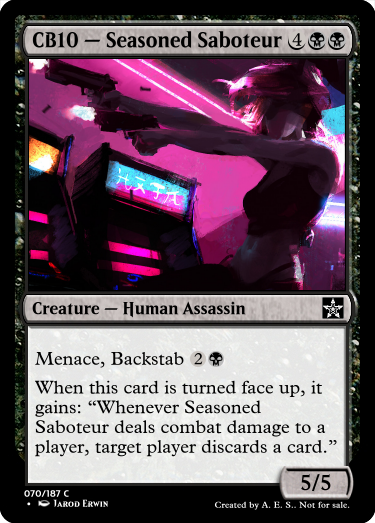 CB10 — Seasoned Saboteur 4
Creature — Human Assassin
Menace, Backstab 2
When this card is turned face up, it
gains: “Whenever Seasoned
Saboteur deals combat damage to a
player, target player discards a card.”
5/5
070/187 C
• Jarod Erwin
Created by A. E. S.. Not for sale.